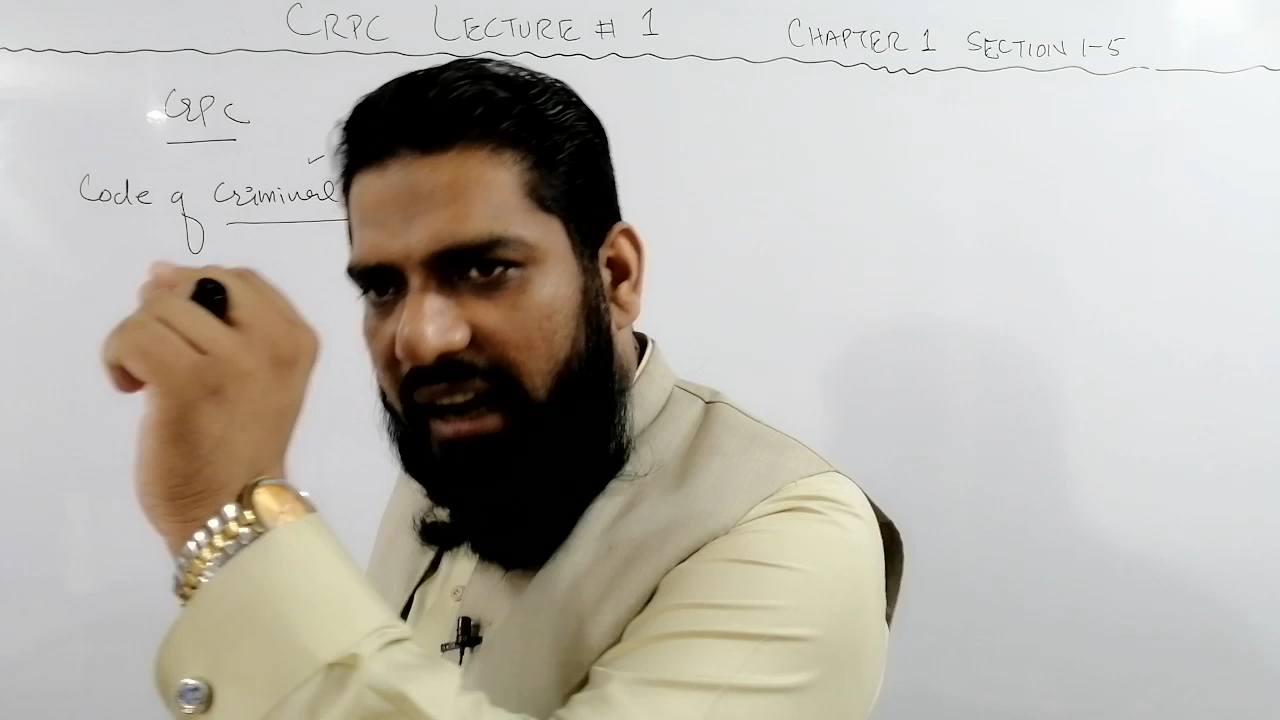 CRPC LECTURE # 1
CHAPTER 1 SECTION 1-5
CrPC
Code of Criminal